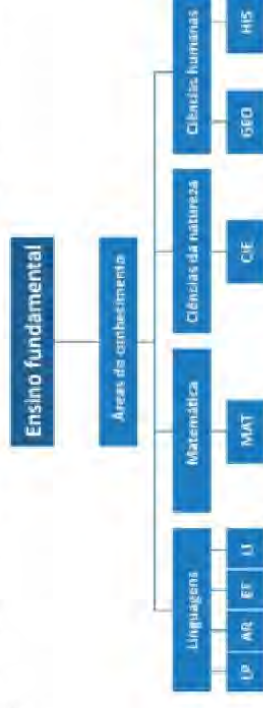 Ensino fundamental
Áreas do conhecimento
Linguagens
Matemática
Ciências da natureza
Ciências humanas
LP
AR
EF
LI
MAT
CIE
GEO
HIS